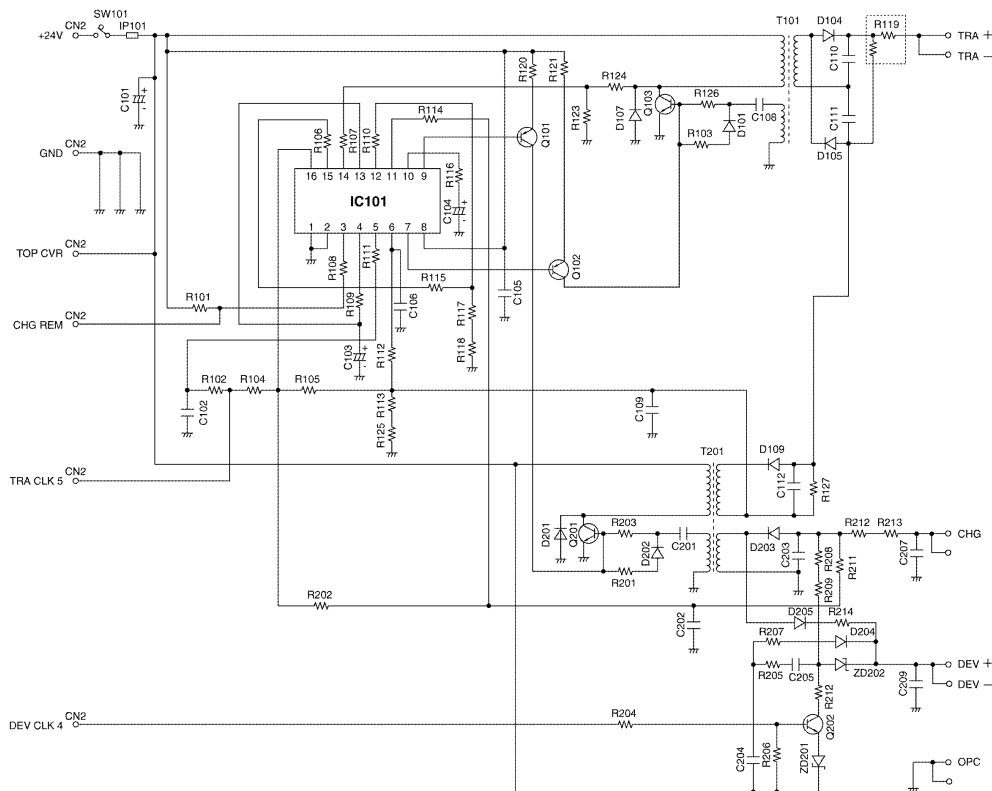 SW101
CN2 IP101
+24V
T101
D104
R119
TRA +
TRA −
R120
R121
C110
C101
R124
Q103
R126
R123
D107
D101
C108
R103
C111
D105
R114
R106
R107
R110
Q101
CN2
GND
R116
16 15 14 13 12 11 10 9
IC101
C104
1 2 3 4 5 6 7 8
CN2
TOP CVR
R108
R111
Q102
R115
R109
C106
C105
R101
R117
CN2
CHG REM
R112
C103
R118
R102
R104
R105
C102
R113
C109
R125
T201
D109
CN2
TRA CLK 5
C112
R127
D201
Q201
R203
D202
C201
R201
D203
C203
R208
R212
R213
CHG
R211
C207
R209
R202
C202
D205
R214
R207
D204
R205
C205
ZD202
DEV +
C209
DEV −
R212
R204
CN2
DEV CLK 4
Q202
C204
R206
ZD201
OPC